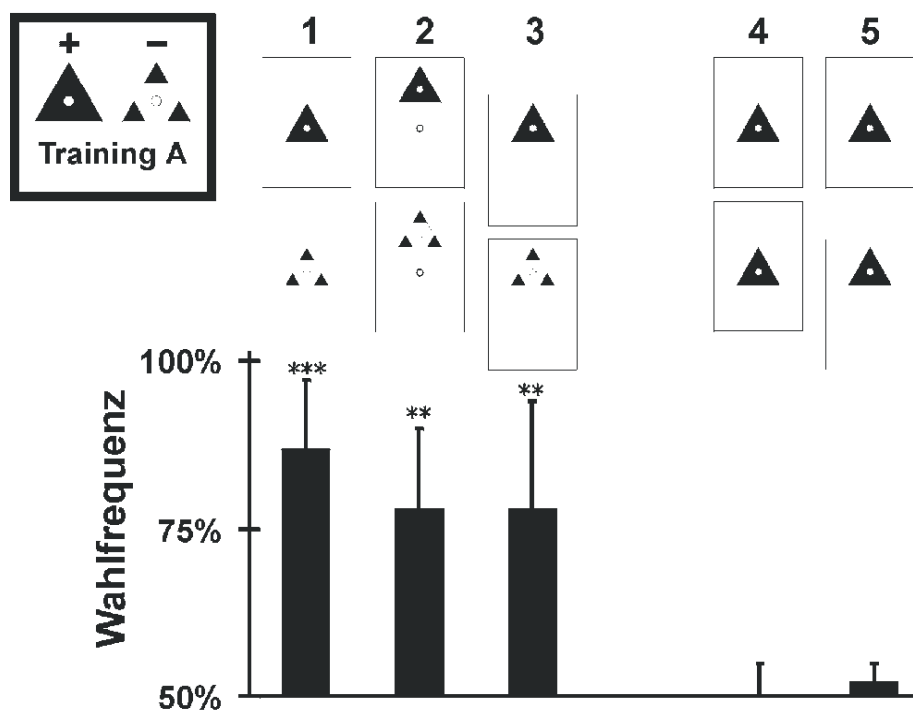 + −
Training A
1 2 3 4 5
100%
*** 
**
**
75%
50%
Wahlfrequenz